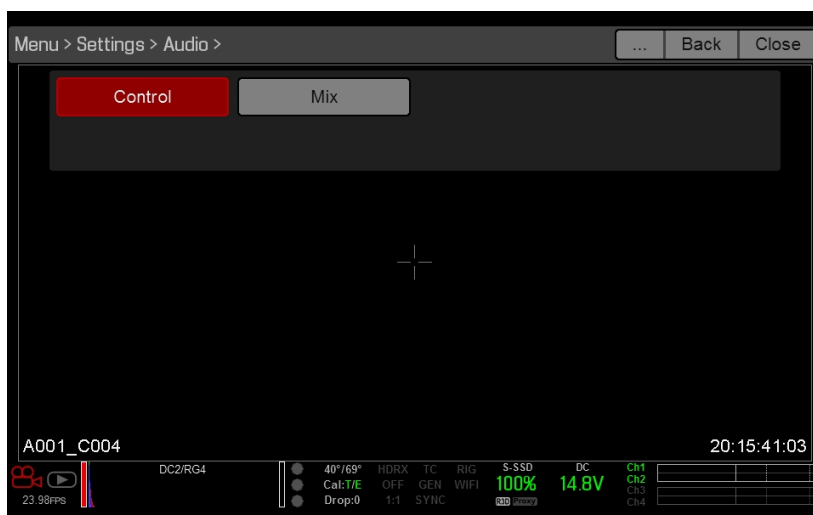 Menu > Settings > Audio > ... Back Close
Control Mix
A001_C004 20:15:41:03
DC2/RG4 40°/69° HDRX TC RIG S-SSD DC Ch1
Cal:T/E OFF GEN WIFI 100% 14.8V Ch2
23.98FPS Drop:0 1:1 SYNC R3D Proxy Ch3
Ch4